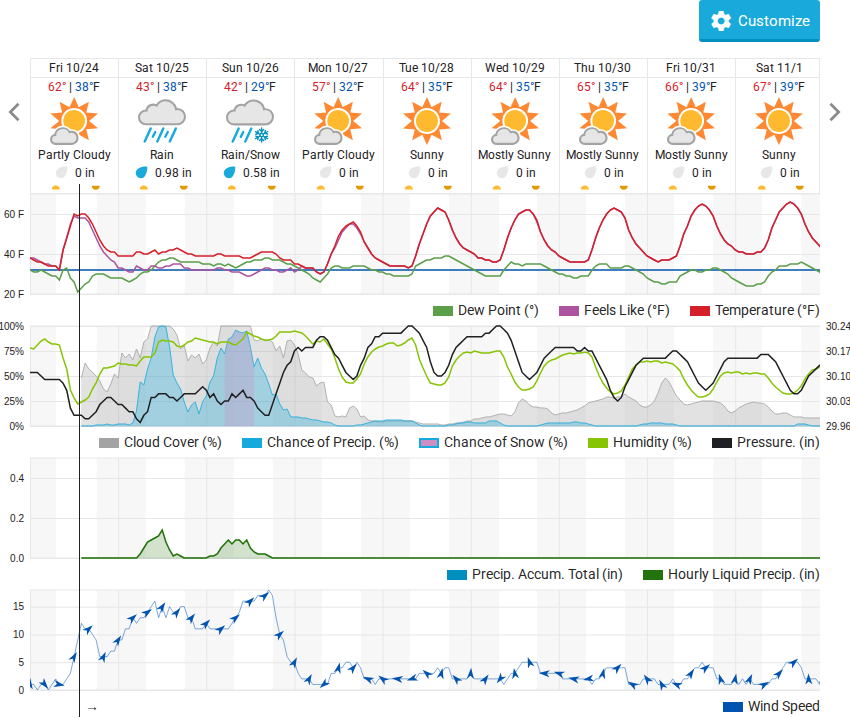 Customize
Fri 10/24 Sat 10/25 Sun 10/26 Mon 10/27 Tue 10/28 Wed 10/29 Thu 10/30 Fri 10/31 Sat 11/1
62° | 38°F 43° | 38°F 42° | 29°F 57° | 32°F 64° | 35°F 64° | 35°F 65° | 35°F 66° | 39°F 67° | 39°F
Partly Cloudy Rain Rain/Snow Partly Cloudy Sunny Mostly Sunny Mostly Sunny Mostly Sunny Sunny
0 in 0.98 in 0.58 in 0 in 0 in 0 in 0 in 0 in 0 in
60 F
40 F
20 F
Dew Point (°) Feels Like (°F) Temperature (°F)
100% 30.24
75% 30.17
50% 30.10
25% 30.03
0% 29.96
Cloud Cover (%) Chance of Precip. (%) Chance of Snow (%) Humidity (%) Pressure. (in)
0.4
0.2
0.0
Precip. Accum. Total (in) Hourly Liquid Precip. (in)
15
10
5
0
→ Wind Speed